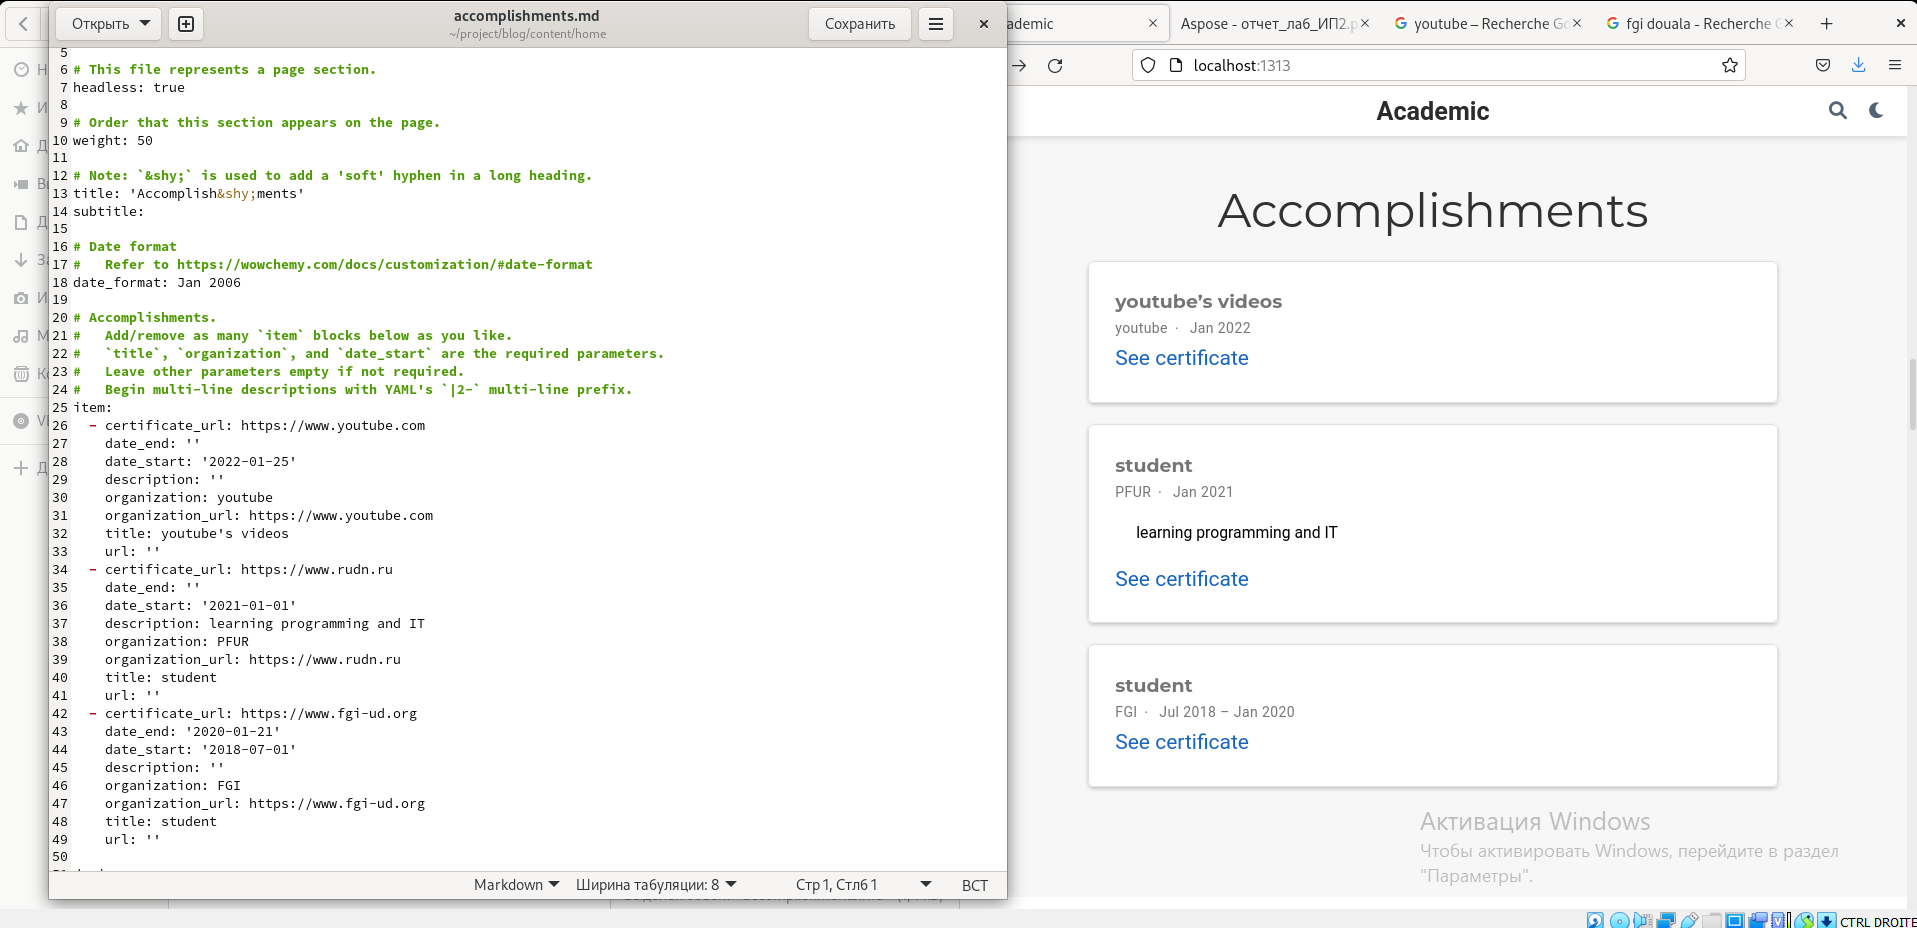 Открыть
accomplishments.md
~/project/blog/content/home
Сохранить
5
6 # This file represents a page section.
7 headless: true
8
9 # Order that this section appears on the page.
10 weight: 50
11
12 # Note: `&shy;` is used to add a 'soft' hyphen in a long heading.
13 title: 'Accomplish&shy;ments'
14 subtitle:
15
16 # Date format
17 #   Refer to https://wowchemy.com/docs/customization/#date-format
18 date_format: Jan 2006
19
20 # Accomplishments.
21 #   Add/remove as many `item` blocks below as you like.
22 #   `title`, `organization`, and `date_start` are the required parameters.
23 #   Leave other parameters empty if not required.
24 #   Begin multi-line descriptions with YAML's `|2-` multi-line prefix.
25 item:
26   - certificate_url: https://www.youtube.com
27     date_end: ''
28     date_start: '2022-01-25'
29     description: ''
30     organization: youtube
31     organization_url: https://www.youtube.com
32     title: youtube's videos
33     url: ''
34   - certificate_url: https://www.rudn.ru
35     date_end: ''
36     date_start: '2021-01-01'
37     description: learning programming and IT
38     organization: PFUR
39     organization_url: https://www.rudn.ru
40     title: student
41     url: ''
42   - certificate_url: https://www.fgi-ud.org
43     date_end: '2020-01-21'
44     date_start: '2018-07-01'
45     description: ''
46     organization: FGI
47     organization_url: https://www.fgi-ud.org
48     title: student
49     url: ''
50
Markdown
Ширина табуляции: 8
Стр 1, Стлб 1
ВСТ
ademic
Aspose - отчет_лаб_ИП2.p
youtube – Recherche Go
fgi douala - Recherche G
localhost:1313
Academic
Accomplishments
youtube’s videos
youtube · Jan 2022
See certificate
student
PFUR · Jan 2021
learning programming and IT
See certificate
student
FGI · Jul 2018 – Jan 2020
See certificate
Активация Windows
Чтобы активировать Windows, перейдите в раздел
"Параметры".
CTRL DROITE